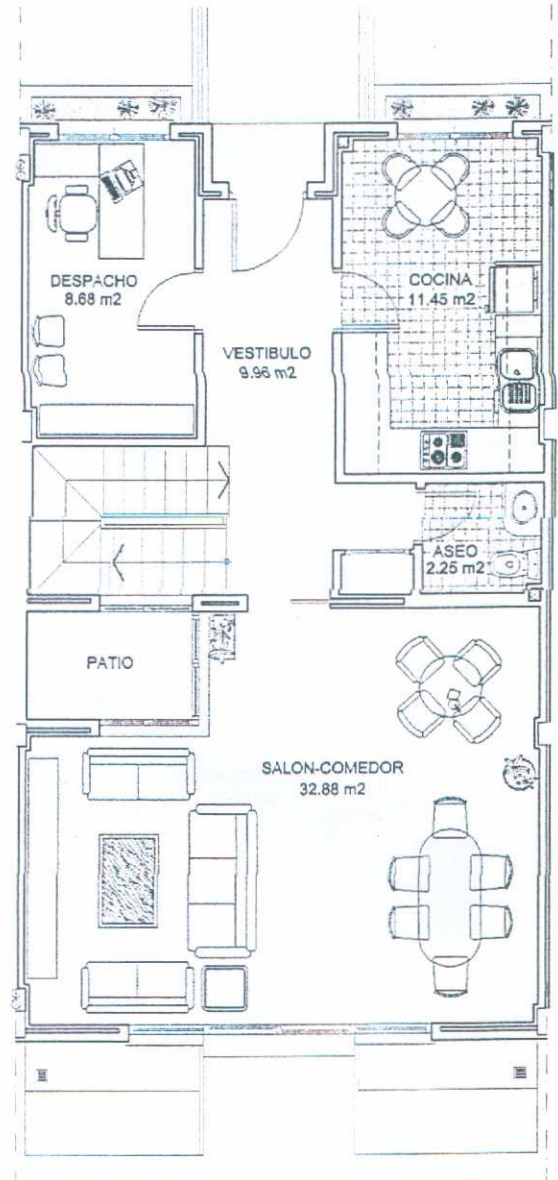 DESPACHO
8.68 m2
COCINA
11.45 m2
VESTIBULO
9.96 m2
ASEO
2.25 m2
PATIO
SALON-COMEDOR
32.88 m2